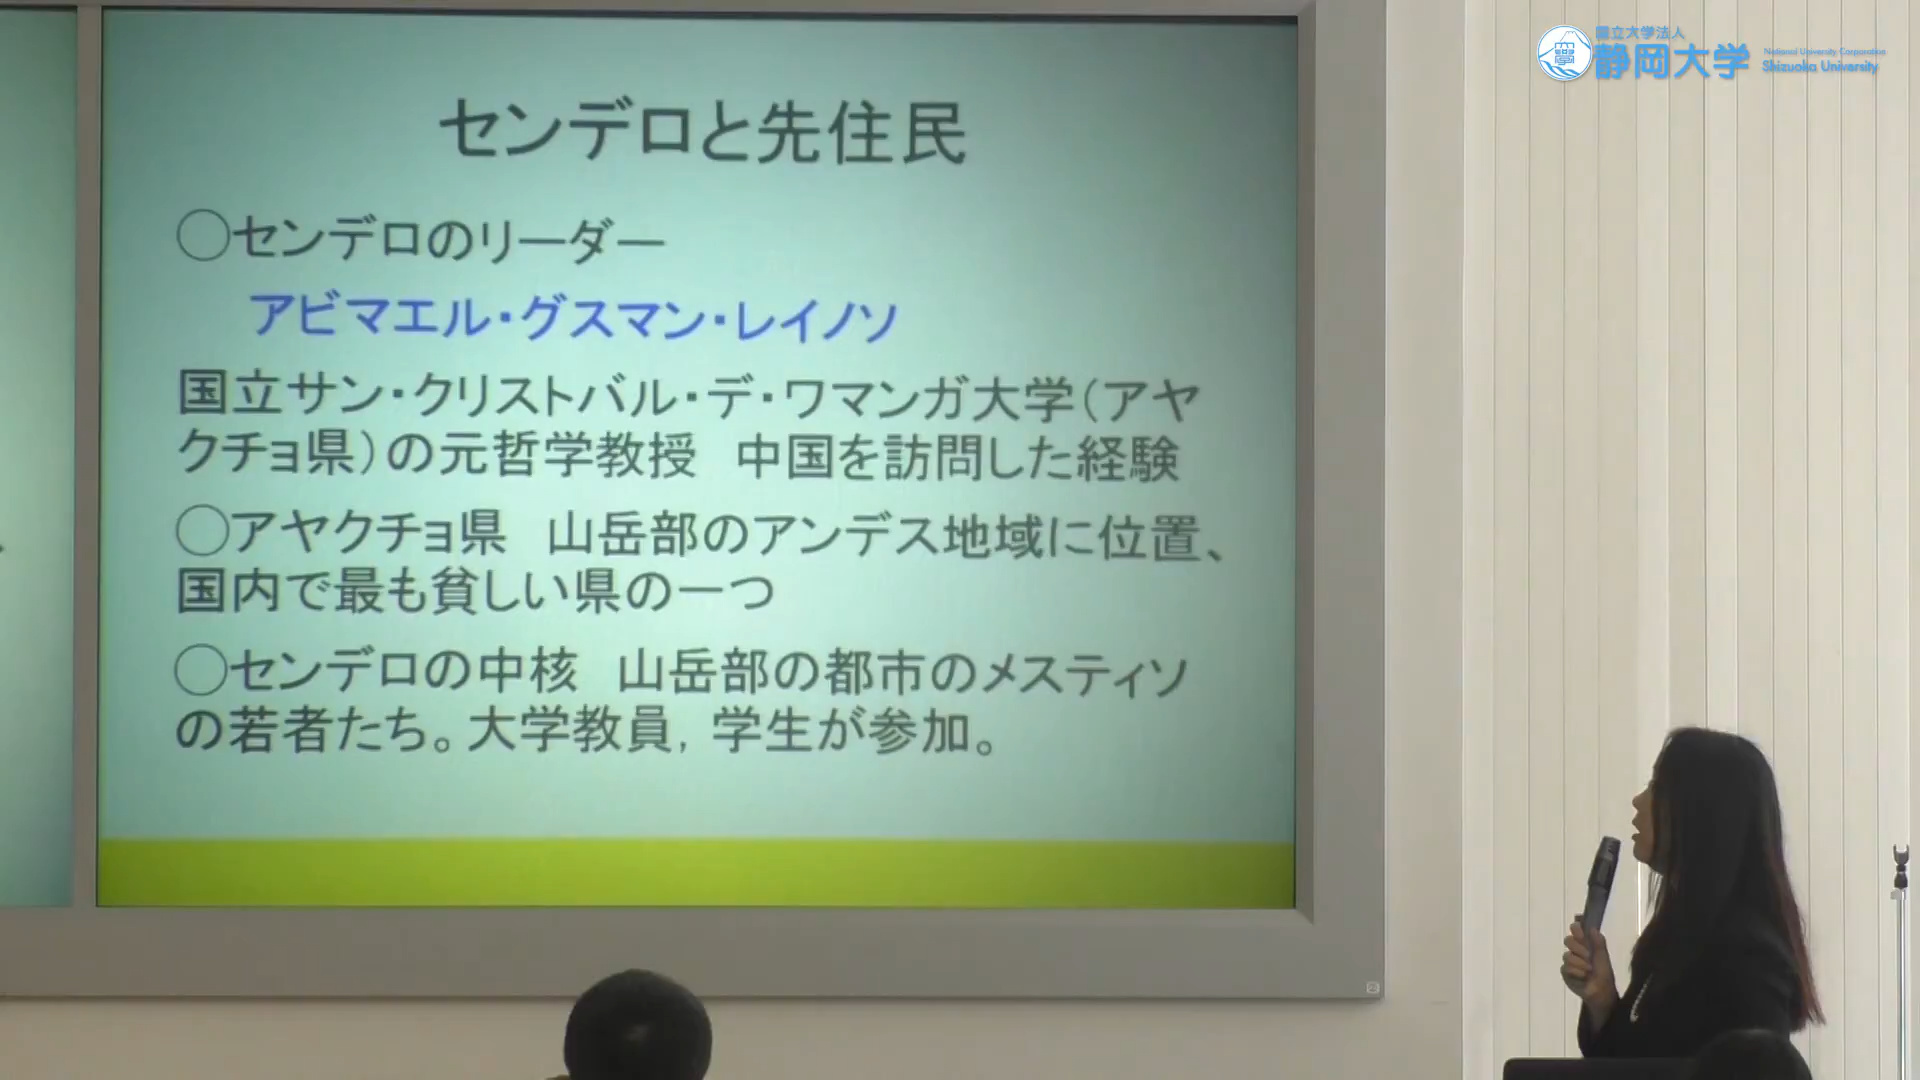 国立大学法人
静岡大学
National University Corporation
Shizuoka University
センデロと先住民
○センデロのリーダー
アビマエル・グスマン・レイノソ
国立サン・クリストバル・デ・ワマンガ大学（アヤ
クチョ県）の元哲学教授　中国を訪問した経験
○アヤクチョ県　山岳部のアンデス地域に位置、
国内で最も貧しい県の一つ
○センデロの中核　山岳部の都市のメスティソ
の若者たち。大学教員，学生が参加。